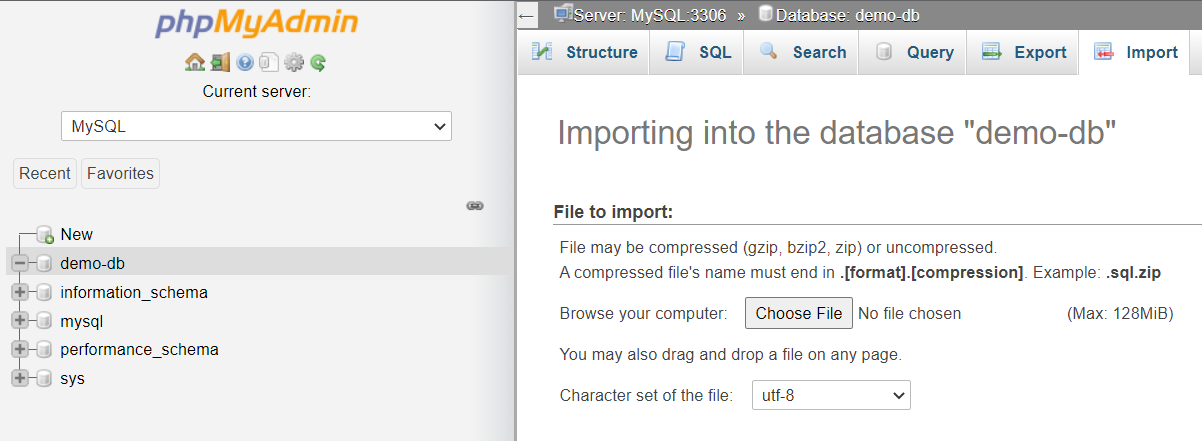 phpMyAdmin
Current server:
MySQL
Recent Favorites
New
demo-db
information_schema
mysql
performance_schema
sys
← Server: MySQL:3306 » Database: demo-db
Structure SQL Search Query Export Import
Importing into the database "demo-db"
File to import:
File may be compressed (gzip, bzip2, zip) or uncompressed.
A compressed file's name must end in .[format].[compression]. Example: .sql.zip
Browse your computer: Choose File No file chosen (Max: 128MiB)
You may also drag and drop a file on any page.
Character set of the file: utf-8